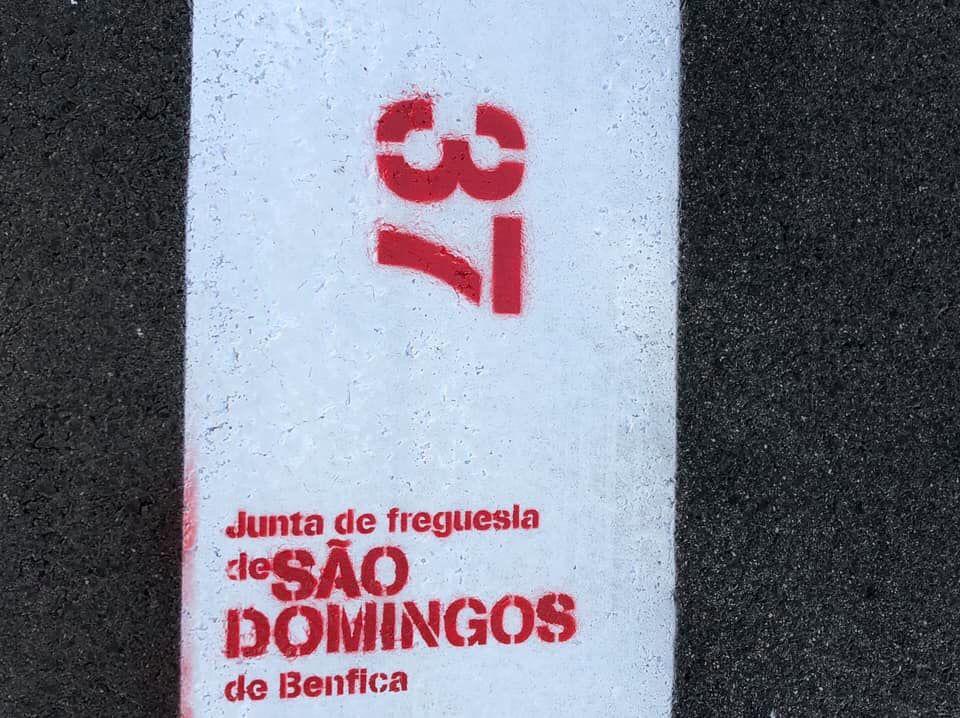 37
Junta de freguesia
de SÃO
DOMINGOS
de Benfica